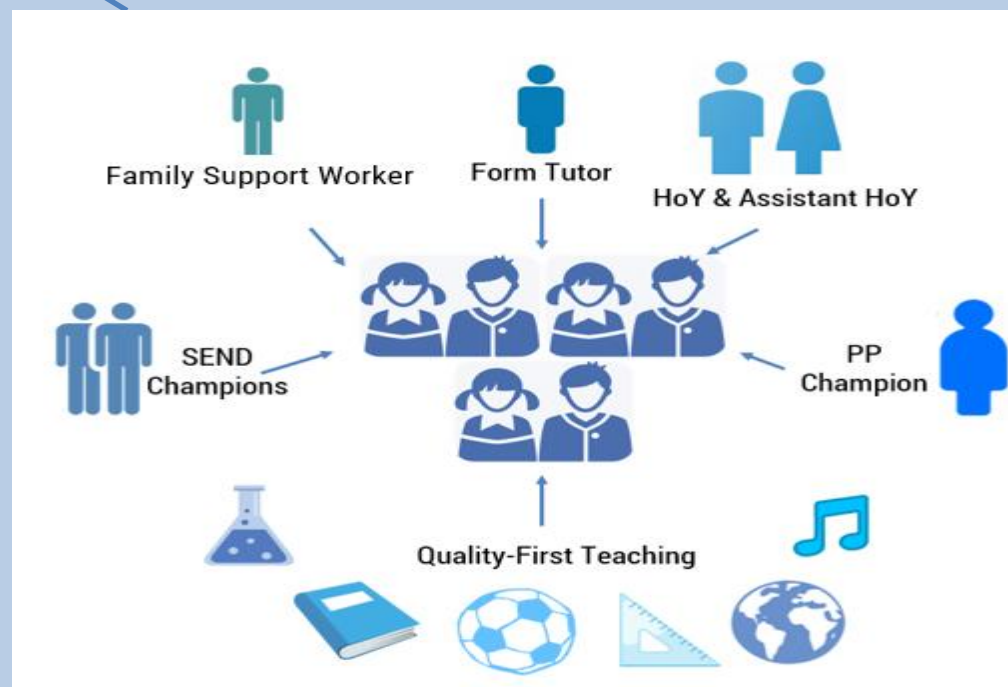 Family Support Worker
Form Tutor
HoY & Assistant HoY
SEND
Champions
PP
Champion
Quality-First Teaching